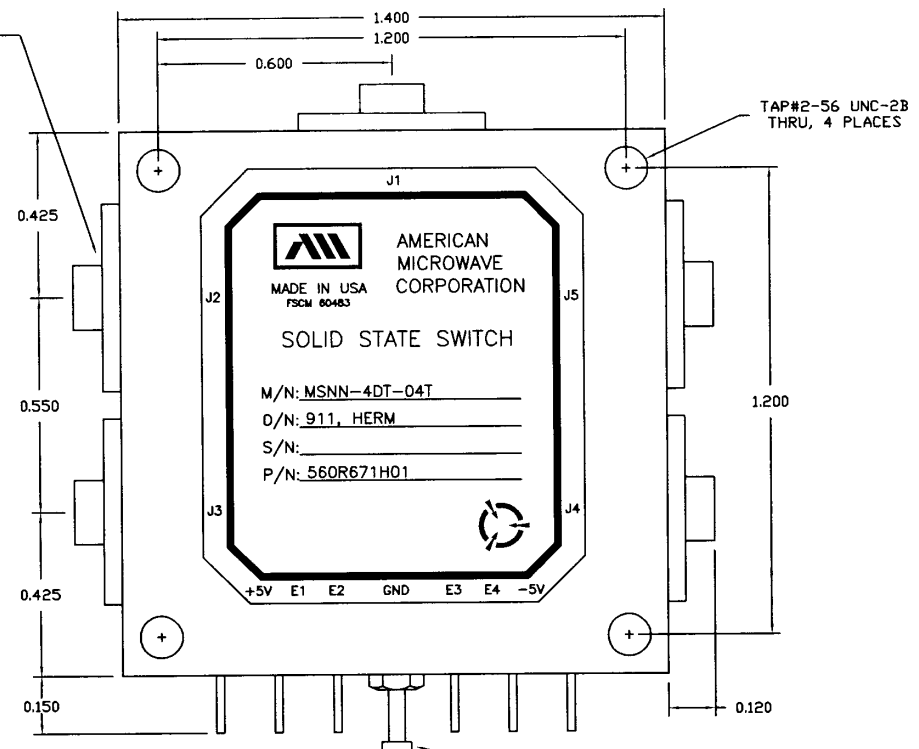 1.400
1.200
0.600
TAP#2-56 UNC-2B
THRU, 4 PLACES
J1
0.425
AMERICAN
MICROWAVE
CORPORATION
MADE IN USA
FSCM 60483
J2
J5
SOLID STATE SWITCH
M/N: MSNN-4DT-04T
0.550
1.200
O/N: 911, HERM
S/N:
P/N: 560R671H01
J3
J4
0.425
+5V E1 E2 GND E3 E4 -5V
0.150
0.120